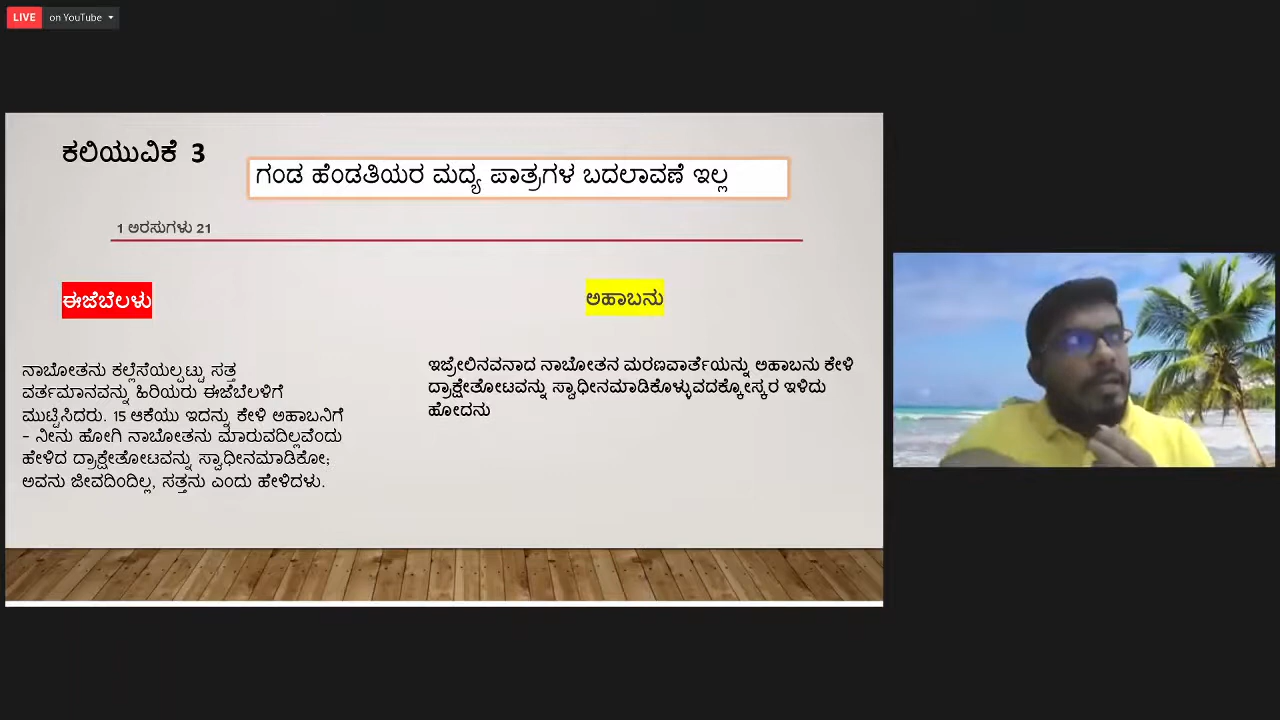 LIVE on YouTube
ಕಲಿಯುವಿಕೆ 3
ಗಂಡ ಹೆಂಡತಿಯರ ಮದ್ಯ ಪಾತ್ರಗಳ ಬದಲಾವಣೆ ಇಲ್ಲ
1 ಅರಸುಗಳು 21
ಈಜೆಬೆಲಳು
ನಾಬೋತನು ಕಲ್ಲೆಸೆಯಲ್ಪಟ್ಟು ಸತ್ತ
ವರ್ತಮಾನವನ್ನು ಹಿರಿಯರು ಈಜೆಬೆಲಳಿಗೆ
ಮುಟ್ಟಿಸಿದರು. 15 ಆಕೆಯು ಇದನ್ನು ಕೇಳಿ ಅಹಾಬನಿಗೆ
– ನೀನು ಹೋಗಿ ನಾಬೋತನು ಮಾರುವದಿಲ್ಲವೆಂದು
ಹೇಳಿದ ದ್ರಾಕ್ಷೇತೋಟವನ್ನು ಸ್ವಾಧೀನಮಾಡಿಕೋ;
ಅವನು ಜೀವದಿಂದಿಲ್ಲ, ಸತ್ತನು ಎಂದು ಹೇಳಿದಳು.
ಅಹಾಬನು
ಇಜ್ರೇಲಿನವನಾದ ನಾಬೋತನ ಮರಣವಾರ್ತೆಯನ್ನು ಅಹಾಬನು ಕೇಳಿ
ದ್ರಾಕ್ಷೇತೋಟವನ್ನು ಸ್ವಾಧೀನಮಾಡಿಕೊಳ್ಳುವದಕ್ಕೋಸ್ಕರ ಇಳಿದು
ಹೋದನು